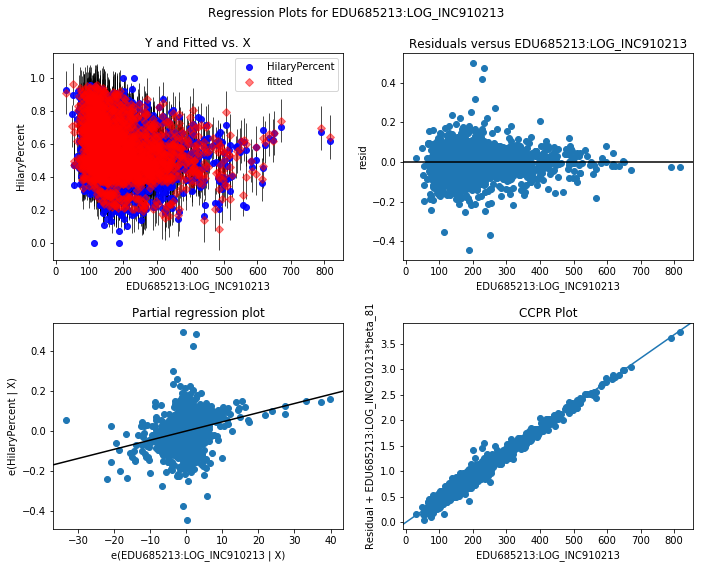 Regression Plots for EDU685213:LOG_INC910213
Y and Fitted vs. X
HilaryPercent
fitted
1.0
0.8
0.6
0.4
0.2
0.0
HilaryPercent
0 100 200 300 400 500 600 700 800
EDU685213:LOG_INC910213
Residuals versus EDU685213:LOG_INC910213
0.4
0.2
0.0
−0.2
−0.4
resid
0 100 200 300 400 500 600 700 800
EDU685213:LOG_INC910213
Partial regression plot
0.4
0.2
0.0
−0.2
−0.4
e(HilaryPercent | X)
−30 −20 −10 0 10 20 30 40
e(EDU685213:LOG_INC910213 | X)
CCPR Plot
3.5
3.0
2.5
2.0
1.5
1.0
0.5
0.0
Residual + EDU685213:LOG_INC910213*beta_81
0 100 200 300 400 500 600 700 800
EDU685213:LOG_INC910213